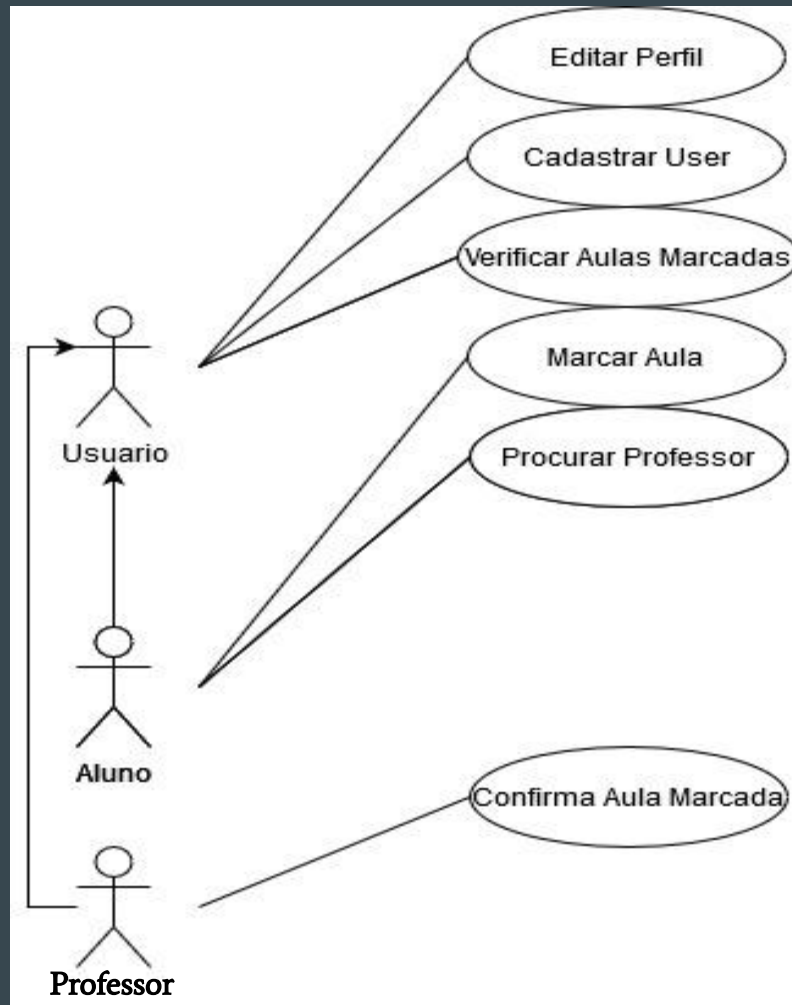 Editar Perfil
Cadastrar User
Verificar Aulas Marcadas
Marcar Aula
Usuario
Procurar Professor
Aluno
Confirma Aula Marcada
Professor